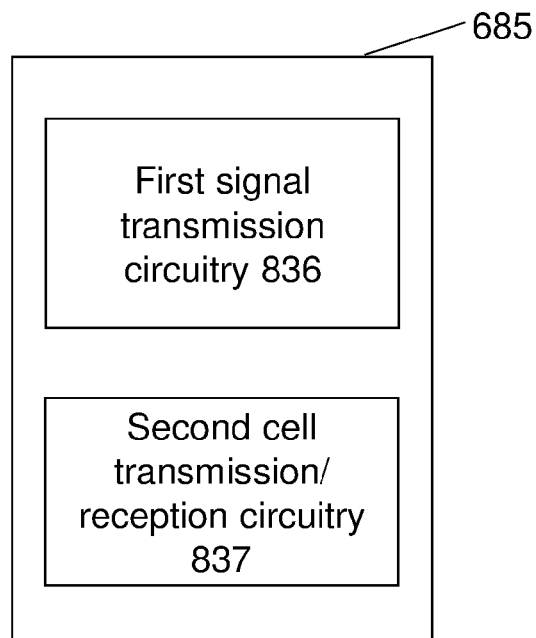 685
First signal
transmission
circuitry 836
Second cell
transmission/
reception circuitry
837